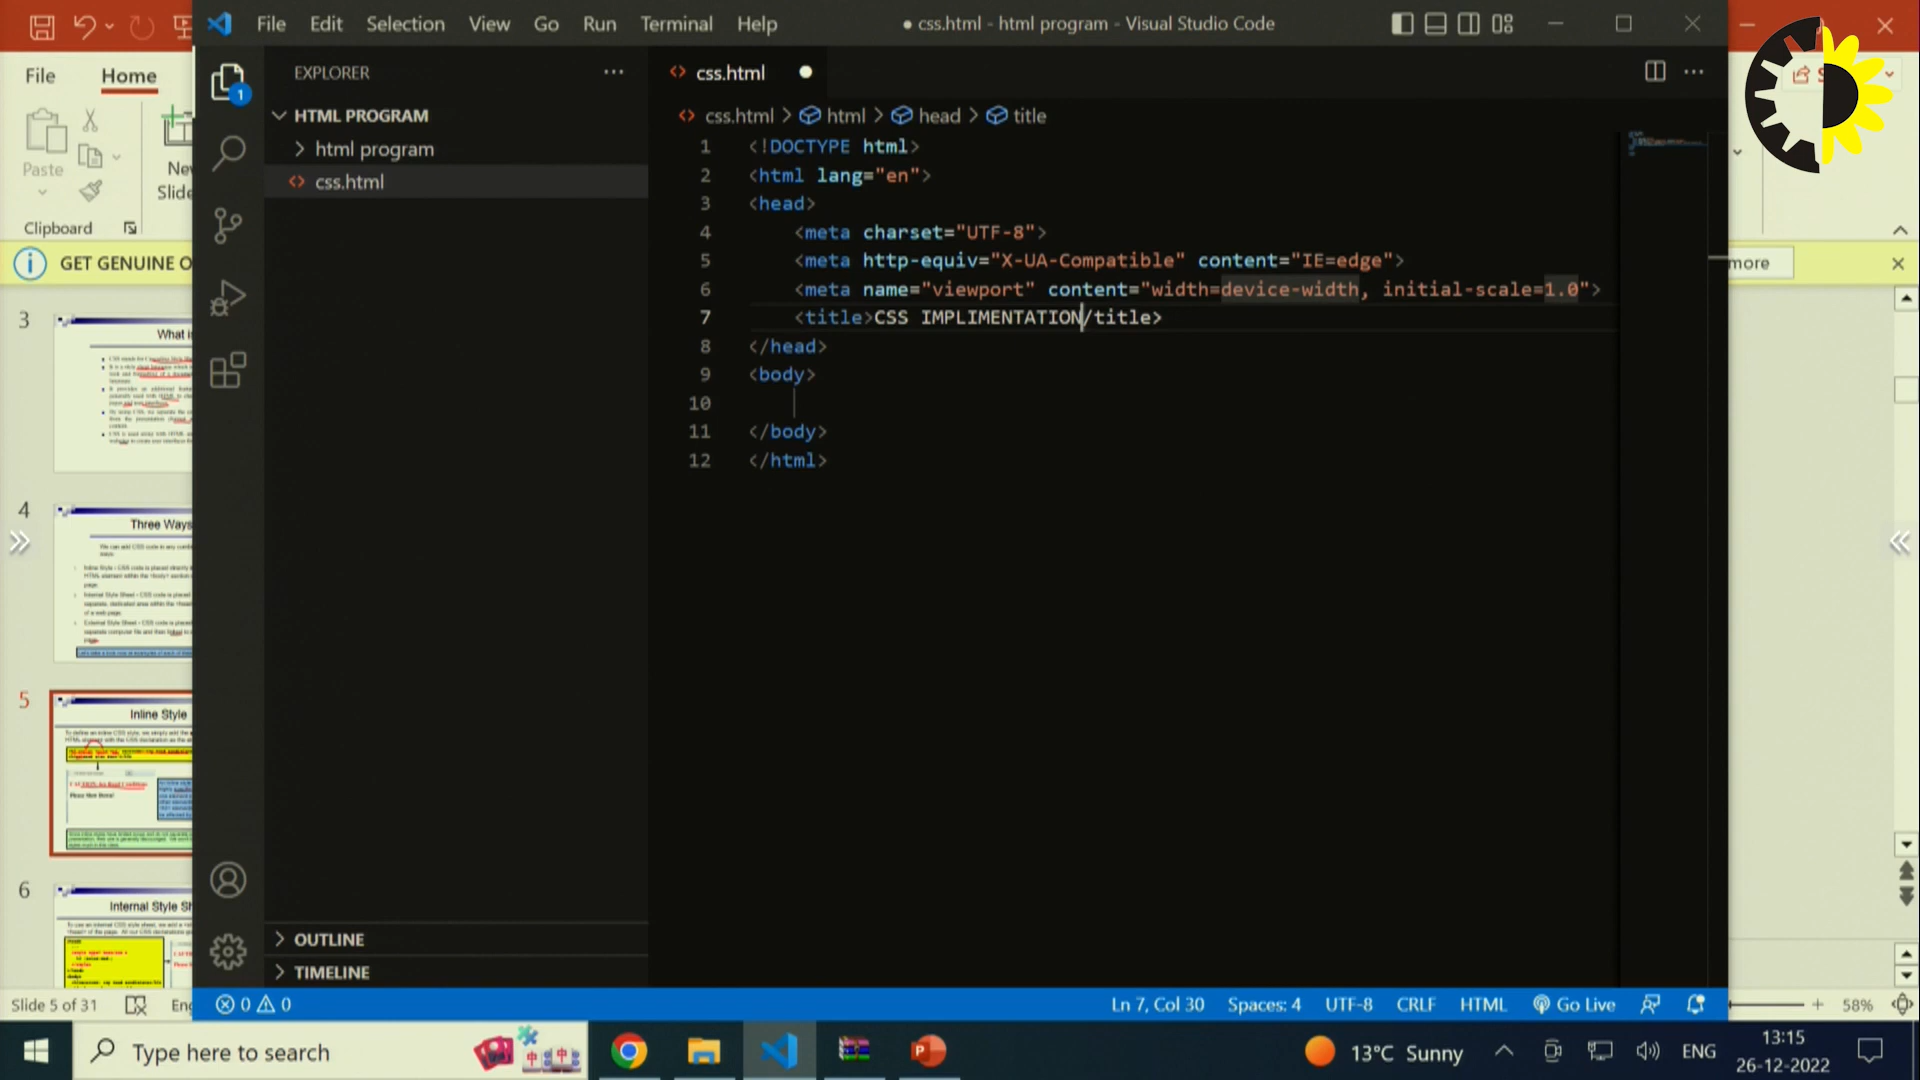 File Edit Selection View Go Run Terminal Help
● css.html - html program - Visual Studio Code
File Home
Paste
New
Slide
Clipboard
GET GENUINE O
more
EXPLORER
HTML PROGRAM
html program
css.html
1
css.html
css.html > html > head > title
1 <!DOCTYPE html>
2 <html lang="en">
3 <head>
4 <meta charset="UTF-8">
5 <meta http-equiv="X-UA-Compatible" content="IE=edge">
6 <meta name="viewport" content="width=device-width, initial-scale=1.0">
7 <title>CSS IMPLIMENTATION/title>
8 </head>
9 <body>
10
11 </body>
12 </html>
3
What i
4
Three Ways
5
Inline Style
6
Internal Style Sh
OUTLINE
TIMELINE
Slide 5 of 31
0 0
Ln 7, Col 30 Spaces: 4 UTF-8 CRLF HTML Go Live
58%
Type here to search
13°C Sunny
ENG
13:15
26-12-2022